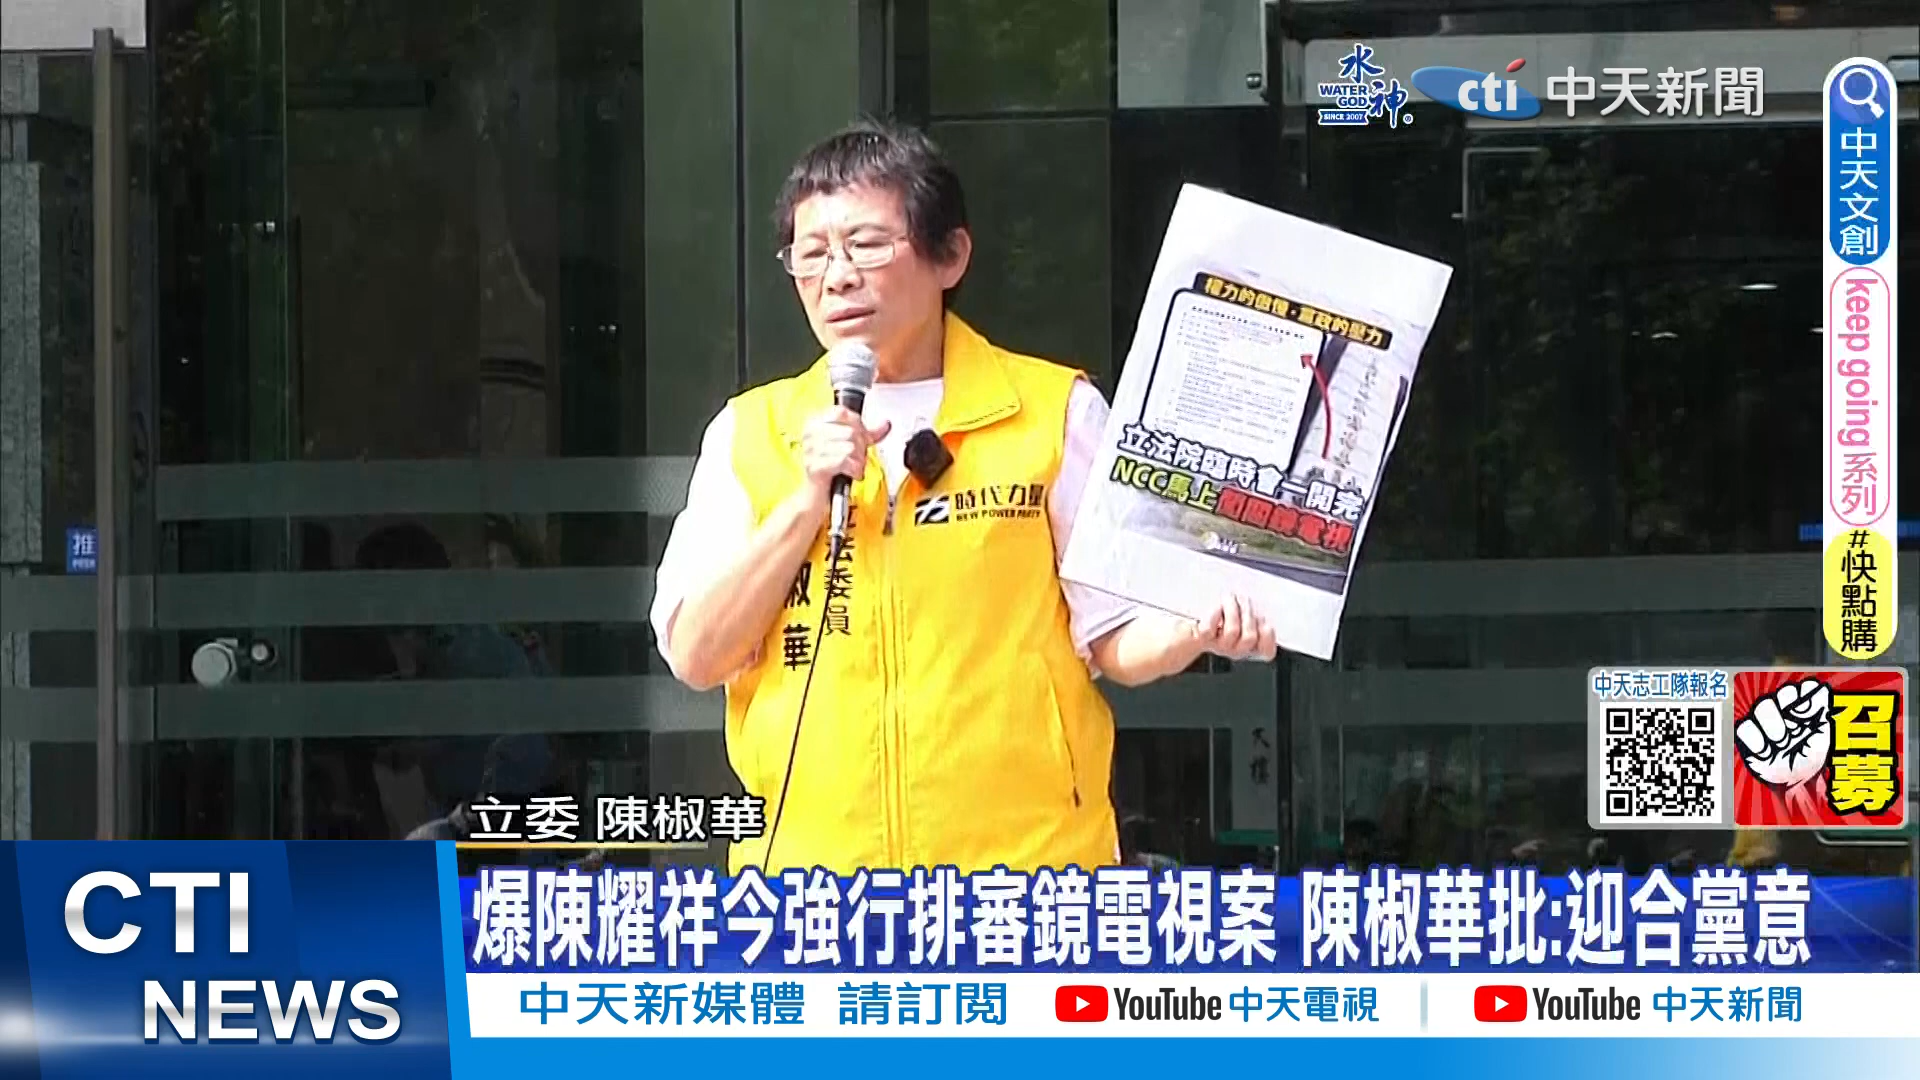 水神
WATER GOD
SINCE 2007
cti 中天新聞
中天文創
keep going系列
#快點購
權力的傲慢·黨政的壓力
立法院臨時會一開完
NCC馬上
時代力量
NEW POWER PARTY
立法委員
椒華
推
中天志工隊報名
召募
立委 陳椒華
CTI NEWS
爆陳耀祥今強行排審鏡電視案 陳椒華批:迎合黨意
中天新媒體 請訂閱 YouTube 中天電視 YouTube 中天新聞